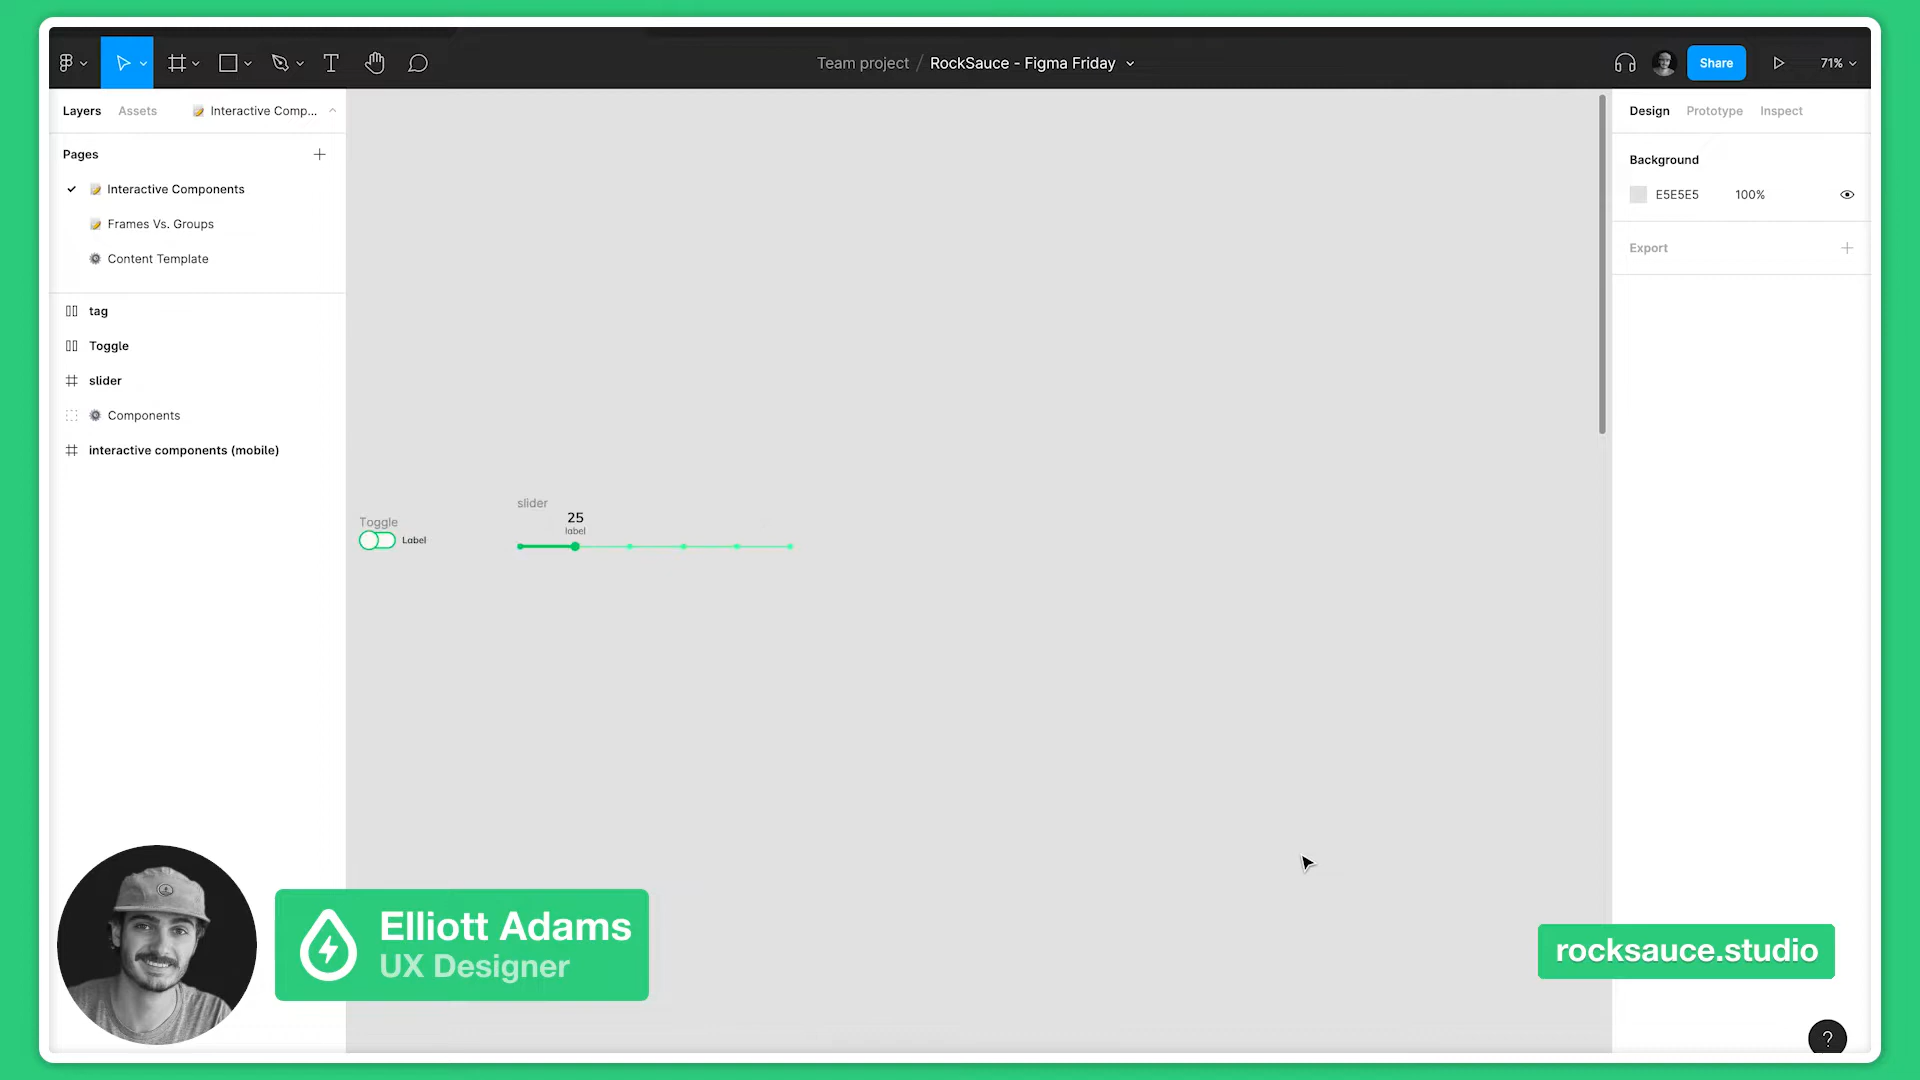 Team project / RockSauce - Figma Friday
Share
71%
Layers
Assets
Interactive Comp...
Pages
Interactive Components
Frames Vs. Groups
Content Template
tag
Toggle
slider
Components
interactive components (mobile)
Toggle
Label
slider
25
label
Design
Prototype
Inspect
Background
E5E5E5
100%
Export
Elliott Adams
UX Designer
rocksauce.studio
?